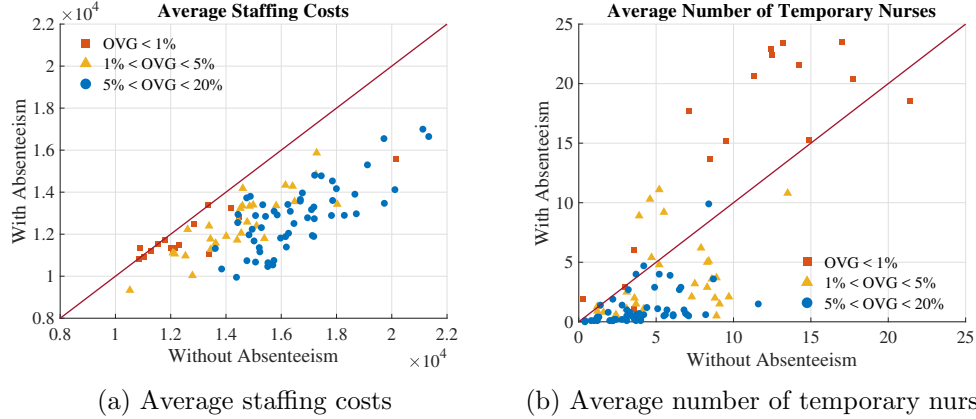 Average Staffing Costs
×10⁴
2.2
2
1.8
1.6
1.4
1.2
1
0.8
With Absenteeism
OVG < 1%
1% < OVG < 5%
5% < OVG < 20%
0.8 1 1.2 1.4 1.6 1.8 2 2.2
Without Absenteeism
×10⁴
(a) Average staffing costs
Average Number of Temporary Nurses
25
20
15
10
5
0
With Absenteeism
OVG < 1%
1% < OVG < 5%
5% < OVG < 20%
0 5 10 15 20 25
Without Absenteeism
(b) Average number of temporary nurs